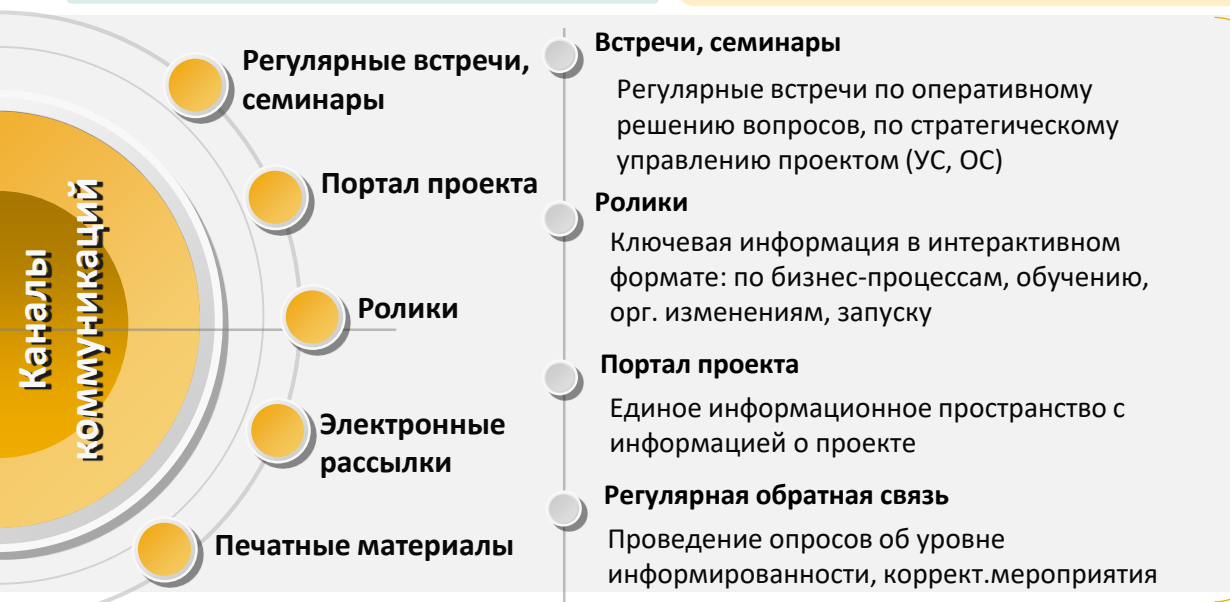 Каналы
коммуникаций
Регулярные встречи,
семинары
Портал проекта
Ролики
Электронные
рассылки
Печатные материалы
Встречи, семинары
Регулярные встречи по оперативному
решению вопросов, по стратегическому
управлению проектом (УС, ОС)
Ролики
Ключевая информация в интерактивном
формате: по бизнес-процессам, обучению,
орг. изменениям, запуску
Портал проекта
Единое информационное пространство с
информацией о проекте
Регулярная обратная связь
Проведение опросов об уровне
информированности, коррект.мероприятия